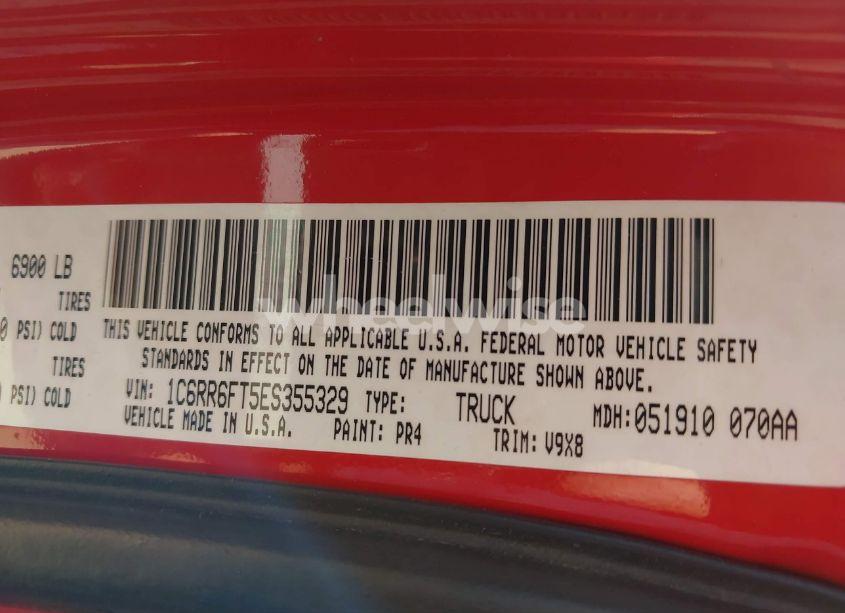 6900 LB
TIRES
0 PSI) COLD
TIRES
PSI) COLD
wheelwise
THIS VEHICLE CONFORMS TO ALL APPLICABLE U.S.A. FEDERAL MOTOR VEHICLE SAFETY
STANDARDS IN EFFECT ON THE DATE OF MANUFACTURE SHOWN ABOVE.
VIN: 1C6RR6FT5ES355329 TYPE: TRUCK MDH:051910 070AA
VEHICLE MADE IN U.S.A. PAINT: PR4 TRIM: V9X8